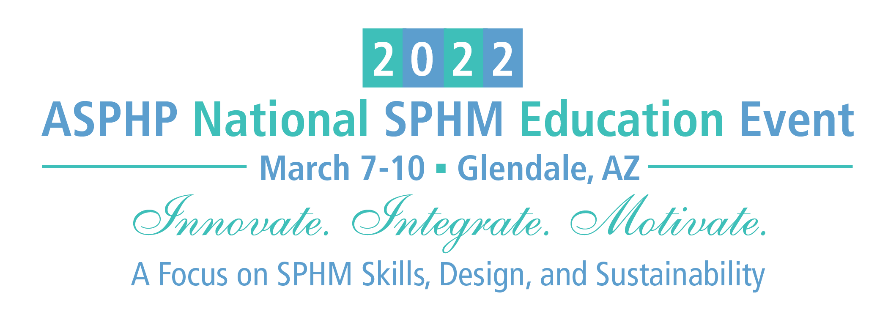 2022
ASPHP National SPHM Education Event
March 7-10 ▪ Glendale, AZ
Innovate. Integrate. Motivate.
A Focus on SPHM Skills, Design, and Sustainability